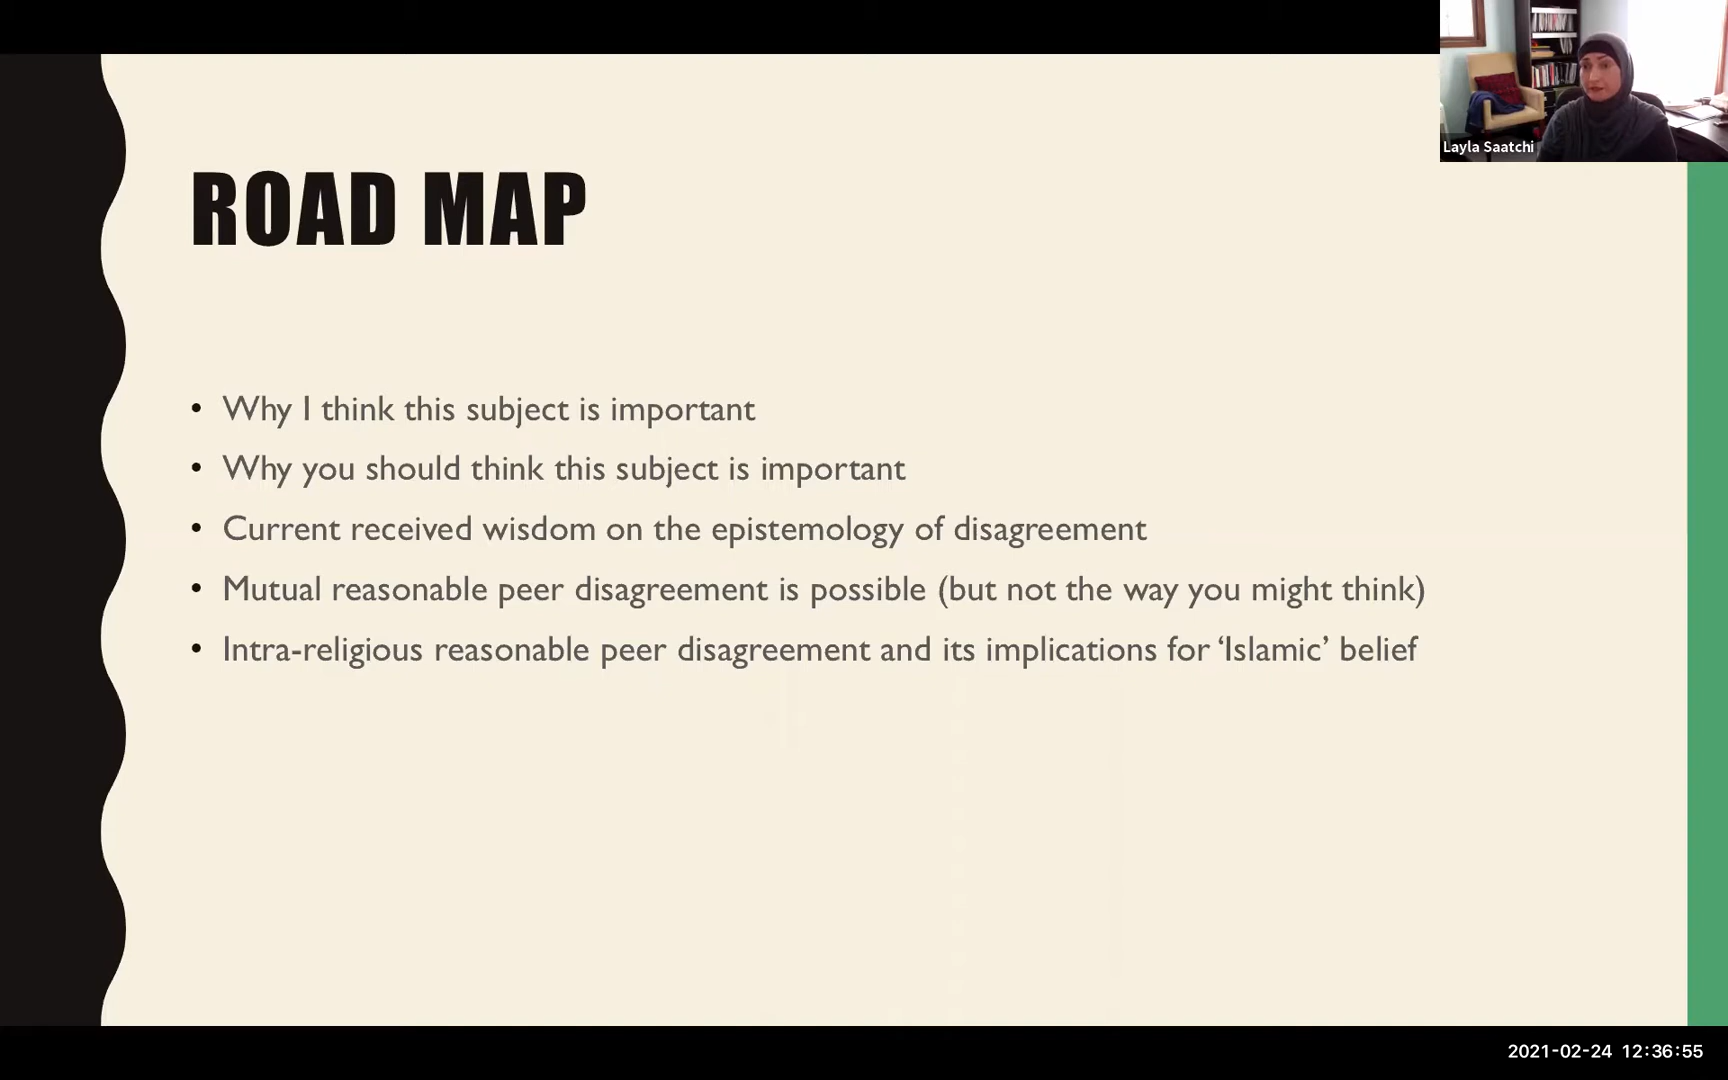 Layla Saatchi
ROAD MAP
• Why I think this subject is important
• Why you should think this subject is important
• Current received wisdom on the epistemology of disagreement
• Mutual reasonable peer disagreement is possible (but not the way you might think)
• Intra-religious reasonable peer disagreement and its implications for ‘Islamic’ belief
2021-02-24 12:36:55